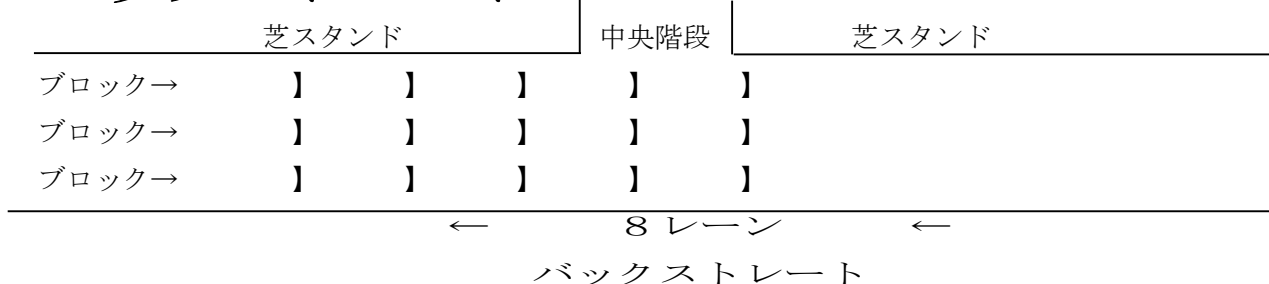 芝スタンド 中央階段 芝スタンド
ブロック→ 】 】 】 】 】
ブロック→ 】 】 】 】 】
ブロック→ 】 】 】 】 】
← 8レーン ←
バックストレート